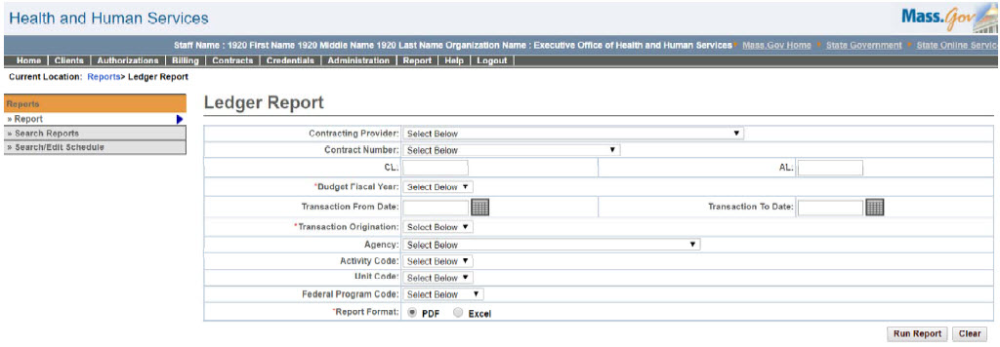 Health and Human Services
Mass.Gov
Staff Name : 1920 First Name 1920 Middle Name 1920 Last Name Organization Name : Executive Office of Health and Human Services Mass.Gov Home State Government State Online Servic
Home | Clients | Authorizations | Billing | Contracts | Credentials | Administration | Report | Help | Logout |
Current Location: Reports> Ledger Report
Reports
» Report
» Search Reports
» Search/Edit Schedule
Ledger Report
Contracting Provider: Select Below
Contract Number: Select Below
CL: AL:
*Budget Fiscal Year: Select Below
Transaction From Date: Transaction To Date:
*Transaction Origination: Select Below
Agency: Select Below
Activity Code: Select Below
Unit Code: Select Below
Federal Program Code: Select Below
*Report Format: PDF Excel
Run Report Clear